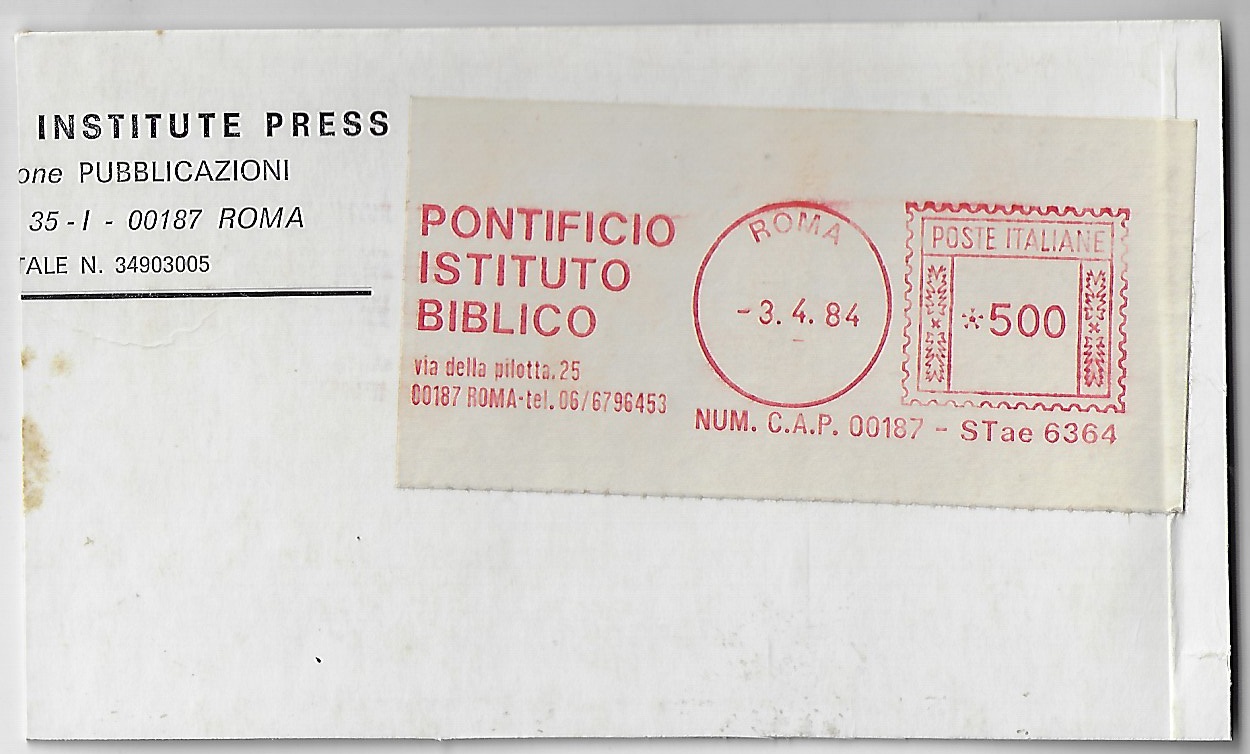 INSTITUTE PRESS
one PUBBLICAZIONI
35 - I - 00187 ROMA
TALE N. 34903005
PONTIFICIO
ISTITUTO
BIBLICO
via della pilotta. 25
00187 ROMA-tel. 06/6796453
ROMA
-3. 4. 84
POSTE ITALIANE
*500
NUM. C.A.P. 00187 - STae 6364